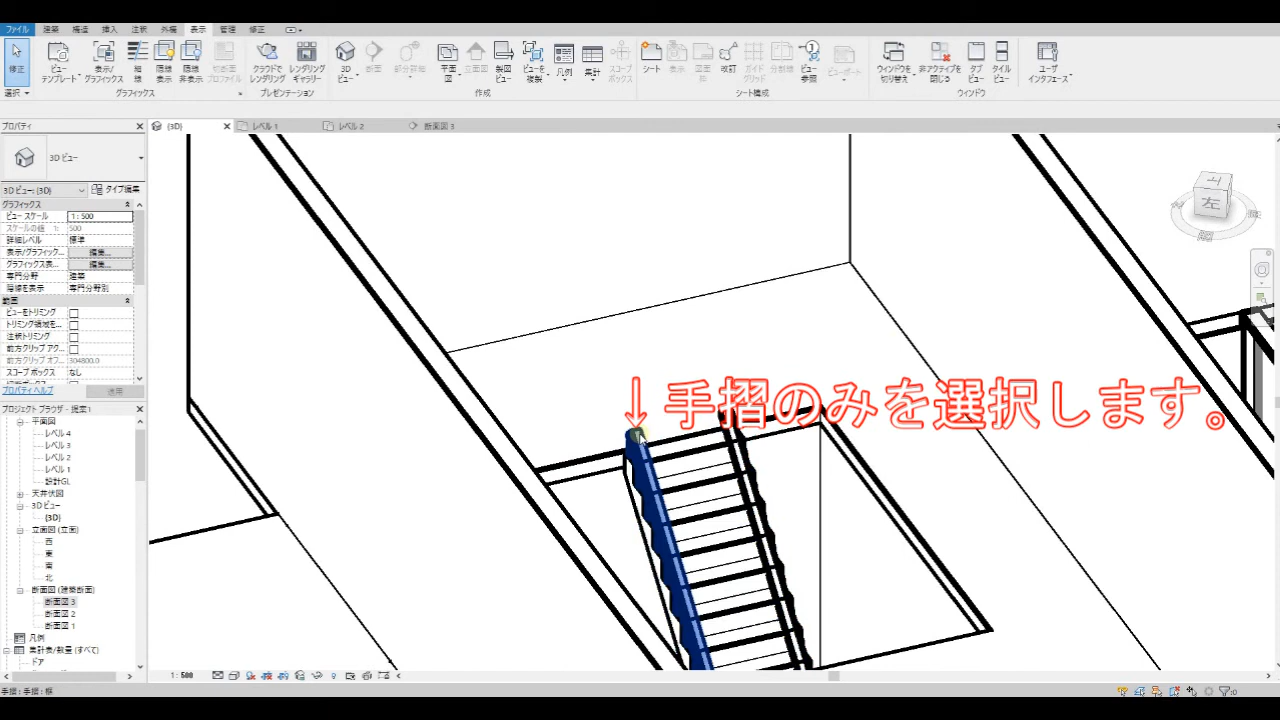 ファイル 建築 構造 挿入 注釈 外構 表示 管理 修正
修正
ビュー
テンプレート
表示/
グラフィックス
細
線
隠線
表示
隠線
非表示
切断面
プロファイル
クラウドで
レンダリング
レンダリング
ギャラリー
3D
ビュー
断面
部分詳細
平面
図
立面図
製図
ビュー
ビューを
複製
凡例
集計
スコープ
ボックス
シート
表示
改訂
ガイド
グリッド
分割線
ビュー
参照
ビューポート
ウィンドウを
切り替え
非アクティブを
閉じる
タブ
ビュー
タイル
ビュー
ユーザ
インタフェース
選択 グラフィックス プレゼンテーション 作成 シート構成 ウィンドウ
プロパティ
{3D} レベル 1 レベル 2 断面図 3
3D ビュー
3D ビュー: {3D} タイプ編集
グラフィックス
ビュー スケール 1 : 500
スケールの値 1: 500
詳細レベル 標準
表示/グラフィック... 編集...
グラフィックス表... 編集...
専門分野 建築
隠線を表示 専門分野別
範囲
ビューをトリミング
トリミング領域を...
注釈トリミング
前方クリップ アク...
前方クリップ オフ... 304800.0
スコープ ボックス なし
プロパティ ヘルプ 適用
左
↓手摺のみを選択します。
プロジェクト ブラウザ - 提案1
平面図
レベル 4
レベル 3
レベル 2
レベル 1
設計GL
天井伏図
3D ビュー
{3D}
立面図 (立面)
西
東
南
北
断面図 (建築断面)
断面図 3
断面図 2
断面図 1
凡例
集計表/数量 (すべて)
ドア
1 : 500
手摺 : 手摺 : 框
:0